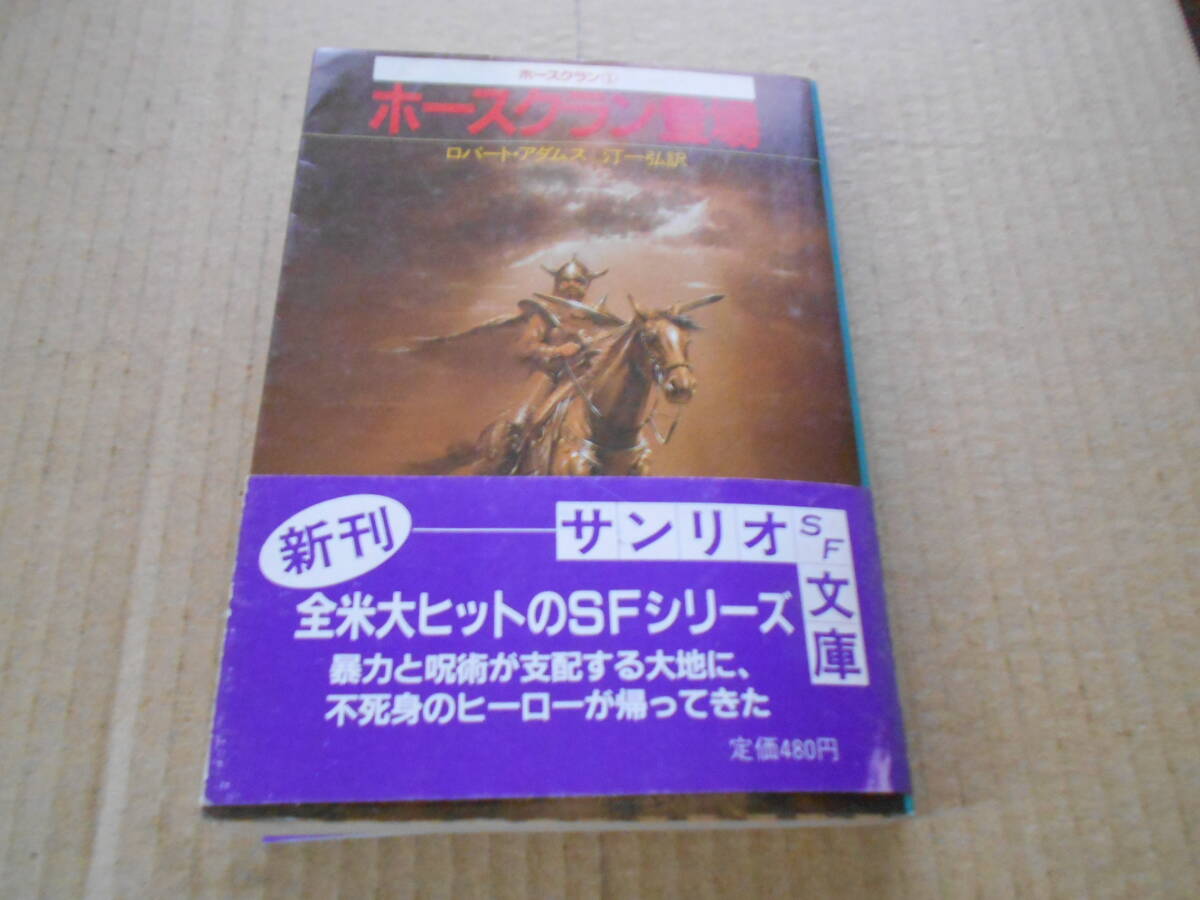 ホースクラン①
ホースクラン登場
ロバート・アダムス 汀一弘訳
新刊
サンリオSF文庫
全米大ヒットのSFシリーズ
暴力と呪術が支配する大地に、
不死身のヒーローが帰ってきた
定価480円